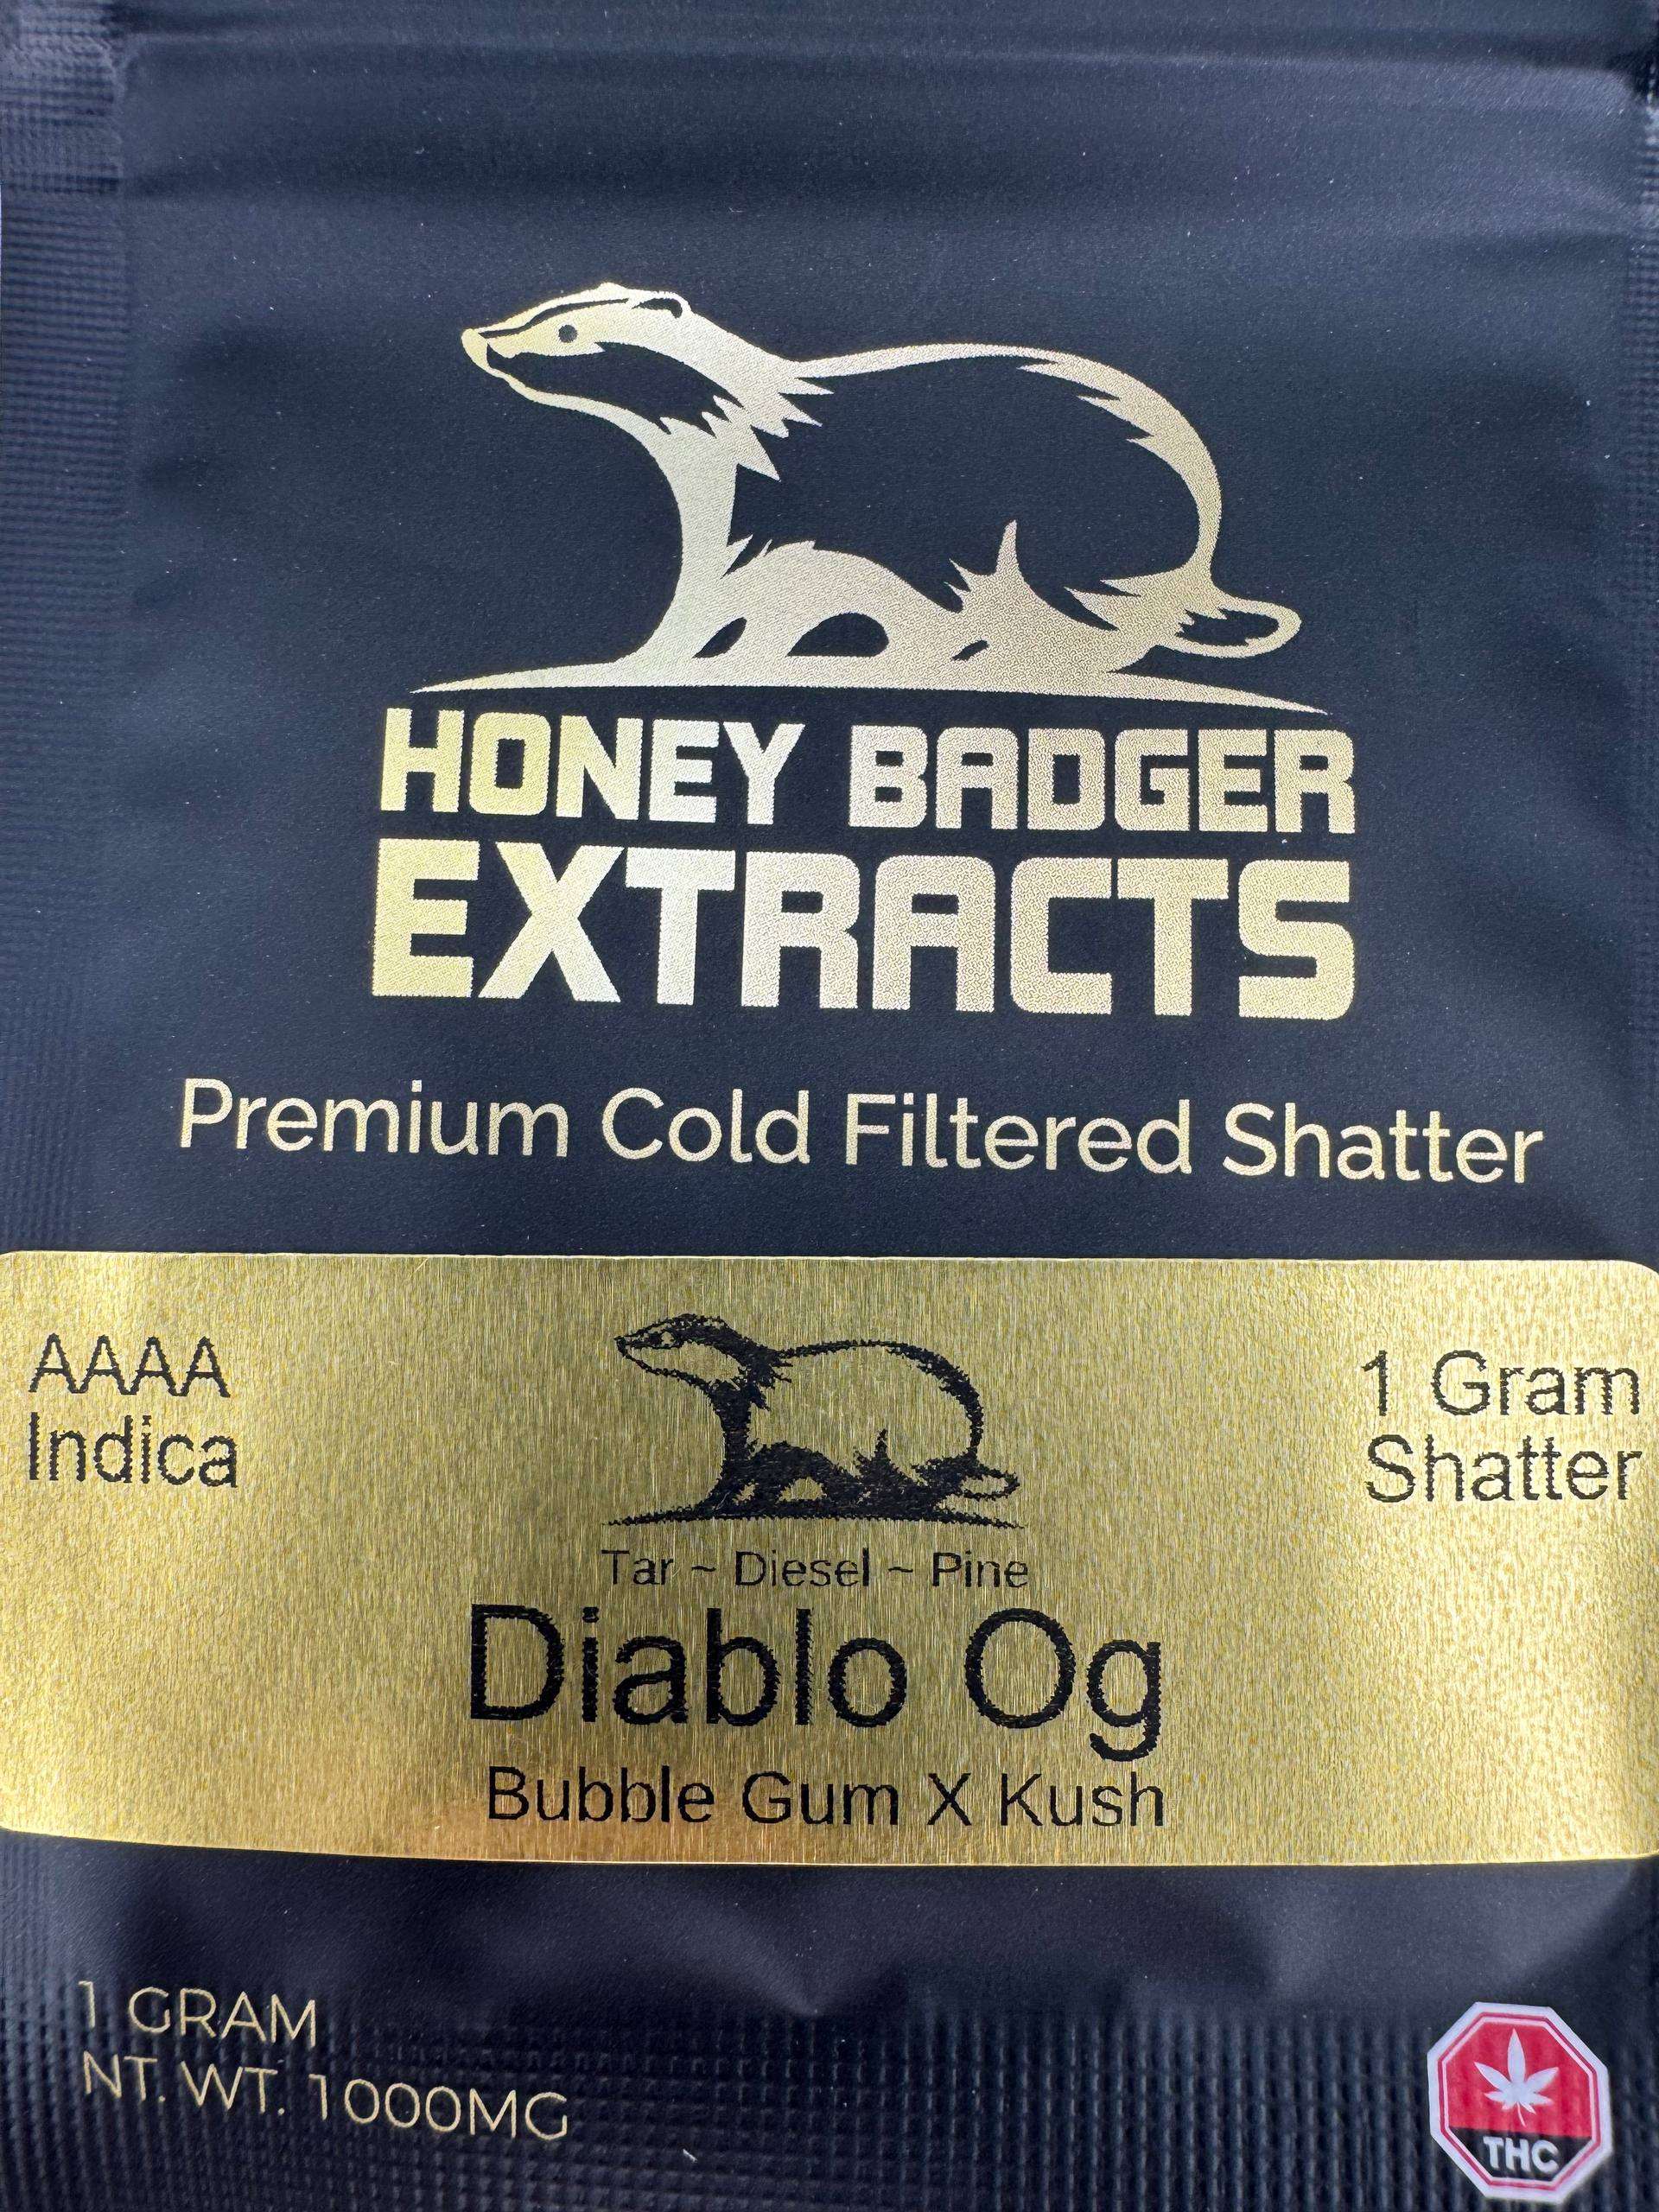 HONEY BADGER
EXTRACTS
Premium Cold Filtered Shatter
AAAA
Indica
1 Gram
Shatter
Tar ~ Diesel ~ Pine
Diablo Og
Bubble Gum X Kush
1 GRAM
NT. WT. 1000MG
THC